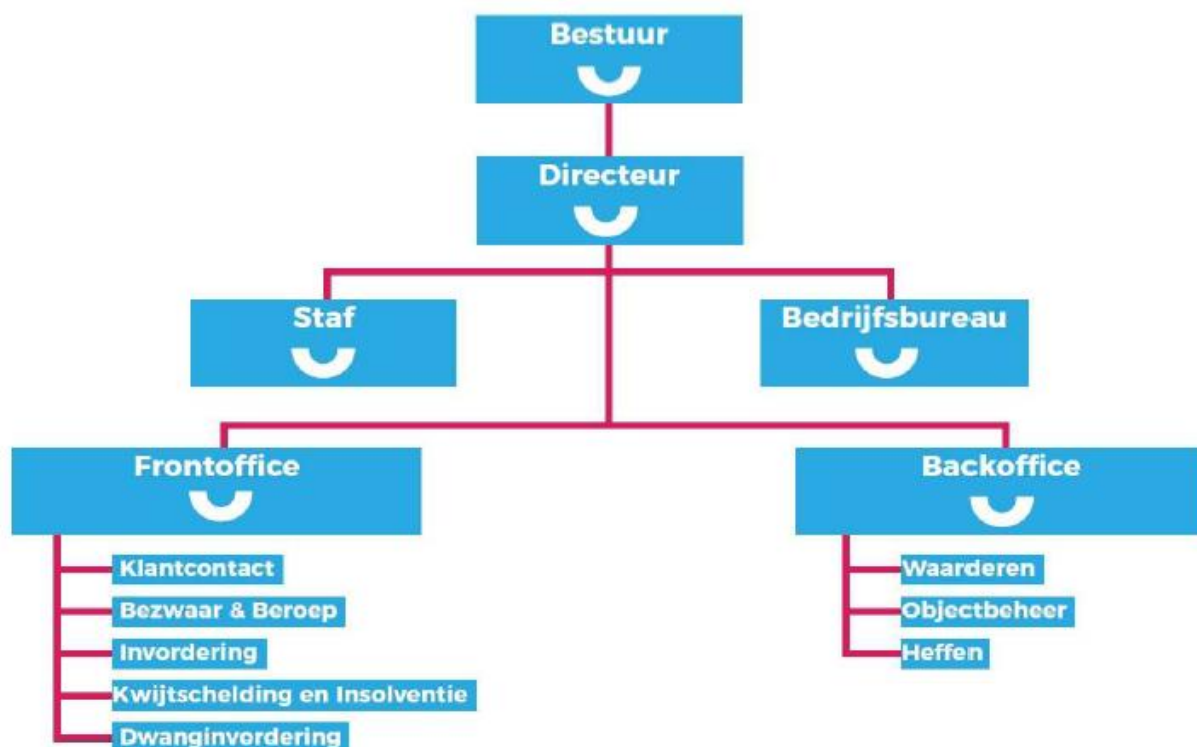 Bestuur
Directeur
Staf
Bedrijfsbureau
Frontoffice
Backoffice
Klantcontact
Bezwaar & Beroep
Invordering
Kwijtschelding en Insolventie
Dwanginvordering
Waarderen
Objectbeheer
Heffen